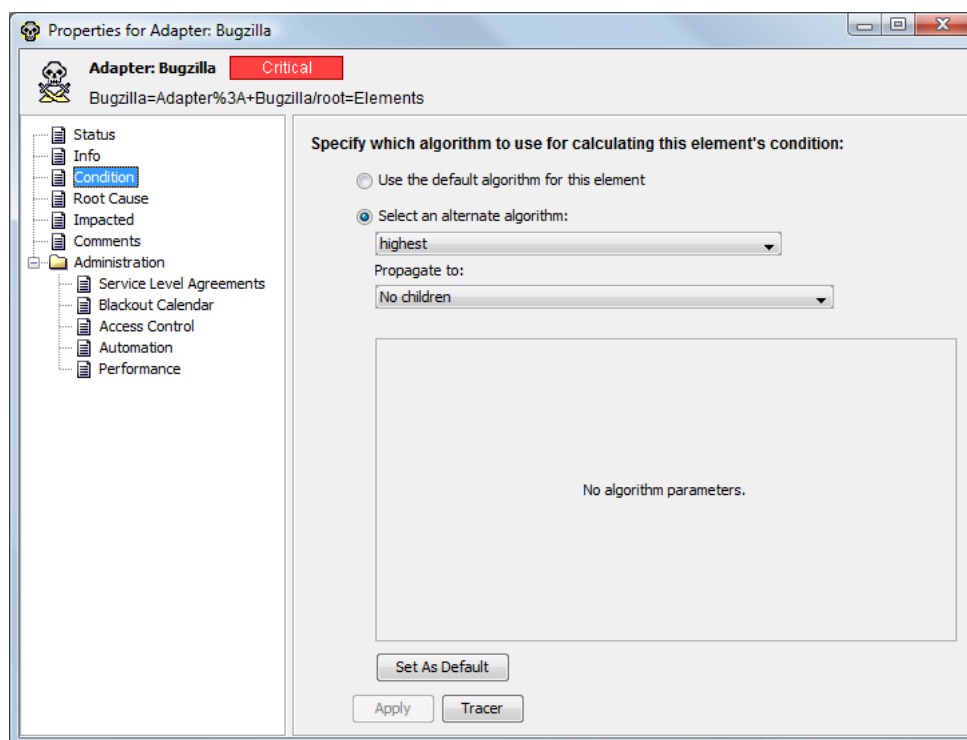 Properties for Adapter: Bugzilla
Adapter: Bugzilla Critical
Bugzilla=Adapter%3A+Bugzilla/root=Elements
Status
Info
Condition
Root Cause
Impacted
Comments
Administration
Service Level Agreements
Blackout Calendar
Access Control
Automation
Performance
Specify which algorithm to use for calculating this element's condition:
Use the default algorithm for this element
Select an alternate algorithm:
highest
Propagate to:
No children
No algorithm parameters.
Set As Default
Apply Tracer